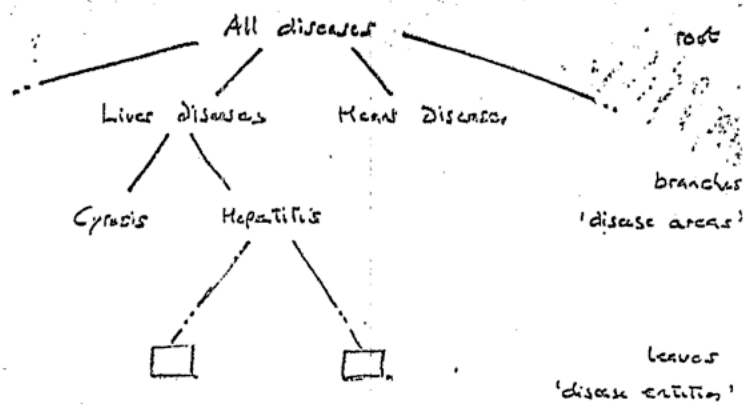 All diseases
root
Liver diseases
Heart Diseases
branches
'disease areas'
Cyrosis
Hepatitis
leaves
'disease entities'